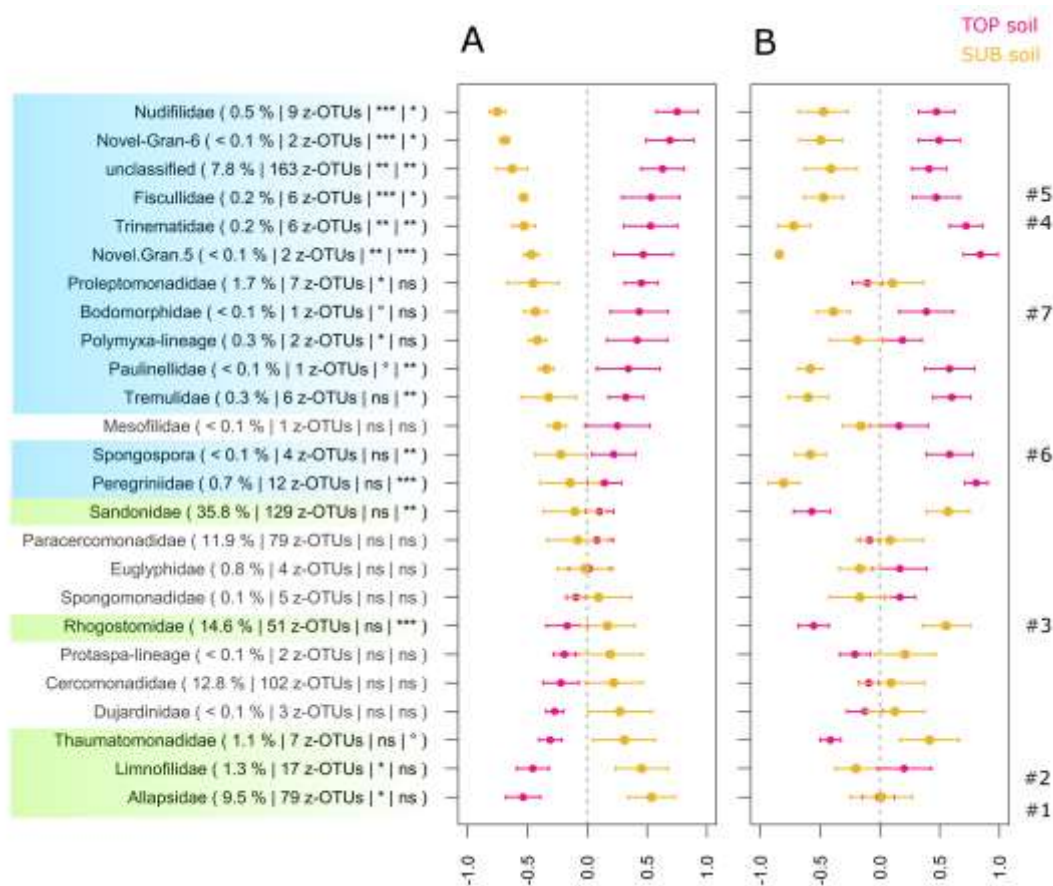 A
B
TOP soil
SUB soil
Nudifilidae ( 0.5 % | 9 z-OTUs | *** | * )
Novel-Gran-6 ( < 0.1 % | 2 z-OTUs | *** | * )
unclassified ( 7.8 % | 163 z-OTUs | ** | ** )
Fiscullidae ( 0.2 % | 6 z-OTUs | *** | * )
#5
Trinematidae ( 0.2 % | 6 z-OTUs | ** | ** )
#4
Novel.Gran.5 ( < 0.1 % | 2 z-OTUs | ** | *** )
Proleptomonadidae ( 1.7 % | 7 z-OTUs | * | ns )
Bodomorphidae ( < 0.1 % | 1 z-OTUs | ° | ns )
#7
Polymyxa-lineage ( 0.3 % | 2 z-OTUs | * | ns )
Paulinellidae ( < 0.1 % | 1 z-OTUs | ° | ** )
Tremulidae ( 0.3 % | 6 z-OTUs | ns | ** )
Mesofilidae ( < 0.1 % | 1 z-OTUs | ns | ns )
Spongospora ( < 0.1 % | 4 z-OTUs | ns | ** )
#6
Peregriniidae ( 0.7 % | 12 z-OTUs | ns | *** )
Sandonidae ( 35.8 % | 129 z-OTUs | ns | ** )
Paracercomonadidae ( 11.9 % | 79 z-OTUs | ns | ns )
Euglyphidae ( 0.8 % | 4 z-OTUs | ns | ns )
Spongomonadidae ( 0.1 % | 5 z-OTUs | ns | ns )
Rhogostomidae ( 14.6 % | 51 z-OTUs | ns | *** )
#3
Protaspa-lineage ( < 0.1 % | 2 z-OTUs | ns | ns )
Cercomonadidae ( 12.8 % | 102 z-OTUs | ns | ns )
Dujardinidae ( < 0.1 % | 3 z-OTUs | ns | ns )
Thaumatomonadidae ( 1.1 % | 7 z-OTUs | ns | ° )
Limnofilidae ( 1.3 % | 17 z-OTUs | * | ns )
#2
Allapsidae ( 9.5 % | 79 z-OTUs | * | ns )
#1
-1.0 -0.5 0.0 0.5 1.0
-1.0 -0.5 0.0 0.5 1.0